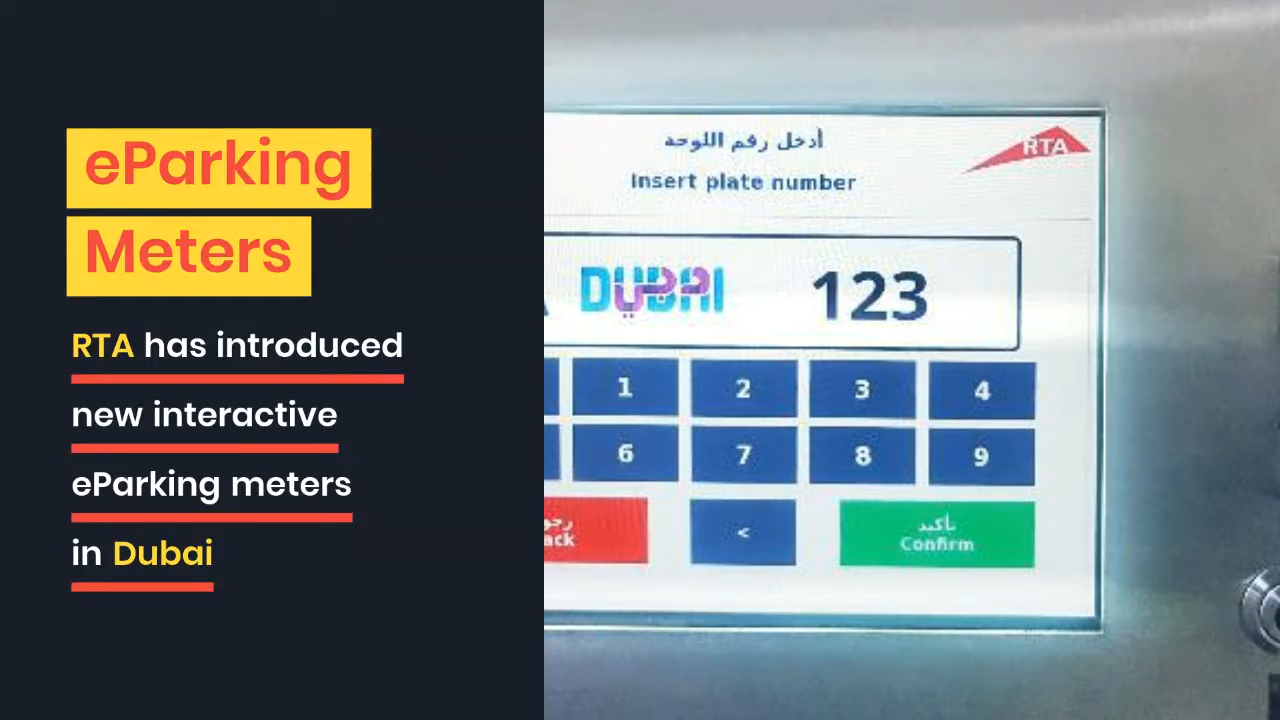 eParking
Meters
RTA has introduced
new interactive
eParking meters
in Dubai
أدخل رقم اللوحة
Insert plate number
RTA
DUBAI
123
1 2 3 4
6 7 8 9
<
تأكيد
Confirm